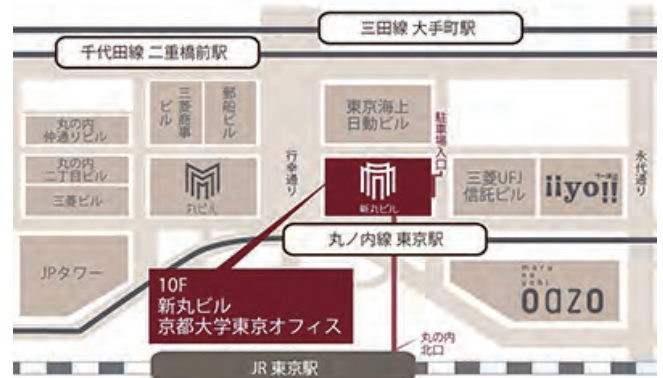 三田線 大手町駅
千代田線 二重橋前駅
三菱商事
ビル
郵船ビル
東京海上
日動ビル
駐車場入口
丸の内
仲通りビル
丸の内
二丁目ビル
三菱ビル
丸ビル
行幸通り
新丸ビル
三菱UFJ
信託ビル
iiyo!!
永代通り
丸ノ内線 東京駅
JPタワー
10F
新丸ビル
京都大学東京オフィス
maru
no
uchi
oazo
丸の内
北口
JR 東京駅